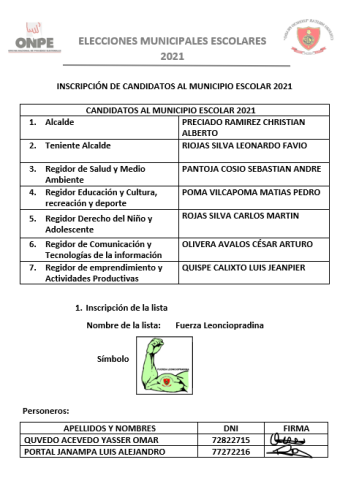 ONPE
ELECCIONES MUNICIPALES ESCOLARES
2021
INSCRIPCIÓN DE CANDIDATOS AL MUNICIPIO ESCOLAR 2021
CANDIDATOS AL MUNICIPIO ESCOLAR 2021
1. Alcalde PRECIADO RAMIREZ CHRISTIAN
ALBERTO
2. Teniente Alcalde RIOJAS SILVA LEONARDO FAVIO
3. Regidor de Salud y Medio PANTOJA COSIO SEBASTIAN ANDRE
Ambiente
4. Regidor Educación y Cultura, POMA VILCAPOMA MATIAS PEDRO
recreación y deporte
5. Regidor Derecho del Niño y ROJAS SILVA CARLOS MARTIN
Adolescente
6. Regidor de Comunicación y OLIVERA AVALOS CÉSAR ARTURO
Tecnologías de la información
7. Regidor de emprendimiento y QUISPE CALIXTO LUIS JEANPIER
Actividades Productivas
1. Inscripción de la lista
Nombre de la lista: Fuerza Leonciopradina
Símbolo
FUERZA LEONCIOPRADINA
Personeros:
APELLIDOS Y NOMBRES DNI FIRMA
QUVEDO ACEVEDO YASSER OMAR 72822715
PORTAL JANAMPA LUIS ALEJANDRO 77272216